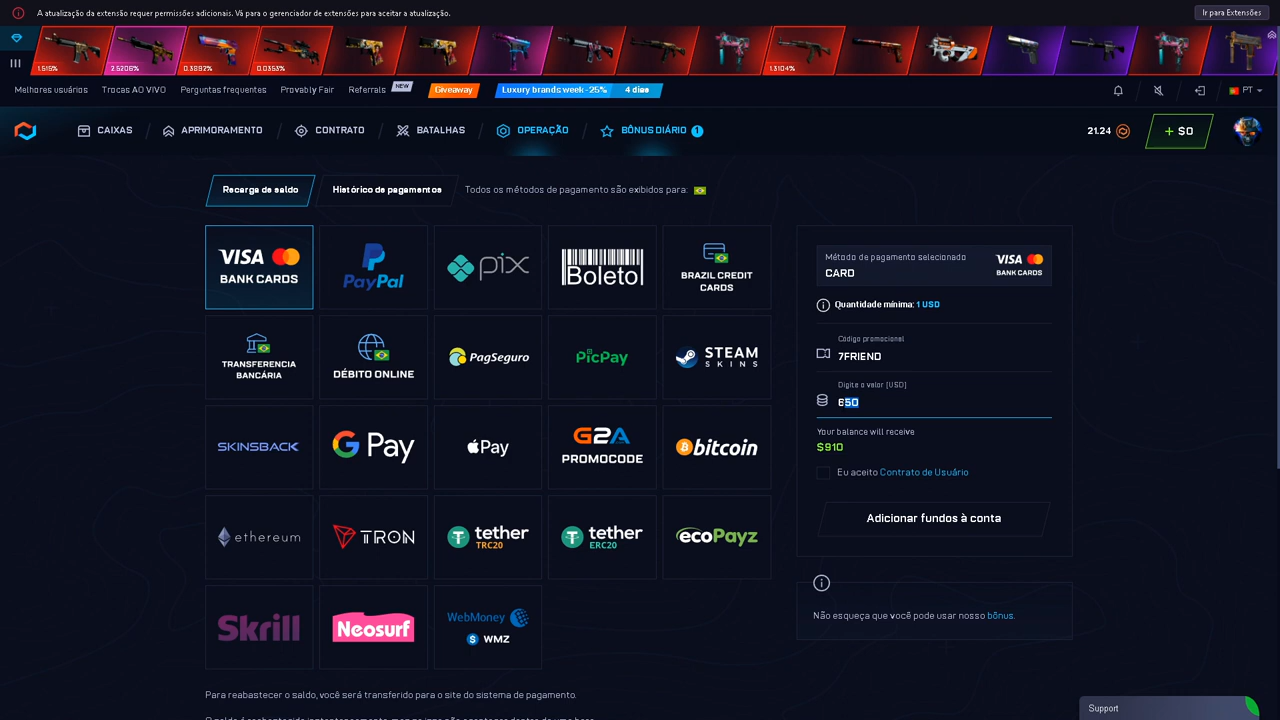 A atualização da extensão requer permissões adicionais. Vá para o gerenciador de extensões para aceitar a atualização.
Ir para Extensões
1.515%
2.5206%
0.3892%
0.0353%
1.3104%
Melhores usuários
Trocas AO VIVO
Perguntas frequentes
Provably Fair
Referrals
NEW
Giveaway
Luxury brands week -25%
4 dias
PT
CAIXAS
APRIMORAMENTO
CONTRATO
BATALHAS
OPERAÇÃO
BÔNUS DIÁRIO
1
21.24
+ $0
Recarga de saldo
Histórico de pagamentos
Todos os métodos de pagamento são exibidos para:
VISA
BANK CARDS
PayPal
pix
Boleto
BRAZIL CREDIT
CARDS
Método de pagamento selecionado
CARD
VISA
BANK CARDS
Quantidade mínima: 1 USD
TRANSFERENCIA
BANCÁRIA
DÉBITO ONLINE
PagSeguro
PicPay
STEAM
SKINS
Código promocional
7FRIEND
Digite o valor (USD)
650
Your balance will receive
$910
Eu aceito Contrato de Usuário
Adicionar fundos à conta
SKINSBACK
G Pay
Pay
G2A
PROMOCODE
bitcoin
ethereum
TRON
tether
TRC20
tether
ERC20
ecoPayz
Não esqueça que você pode usar nosso bônus.
Skrill
Neosurf
WebMoney
WMZ
Para reabastecer o saldo, você será transferido para o site do sistema de pagamento.
Support